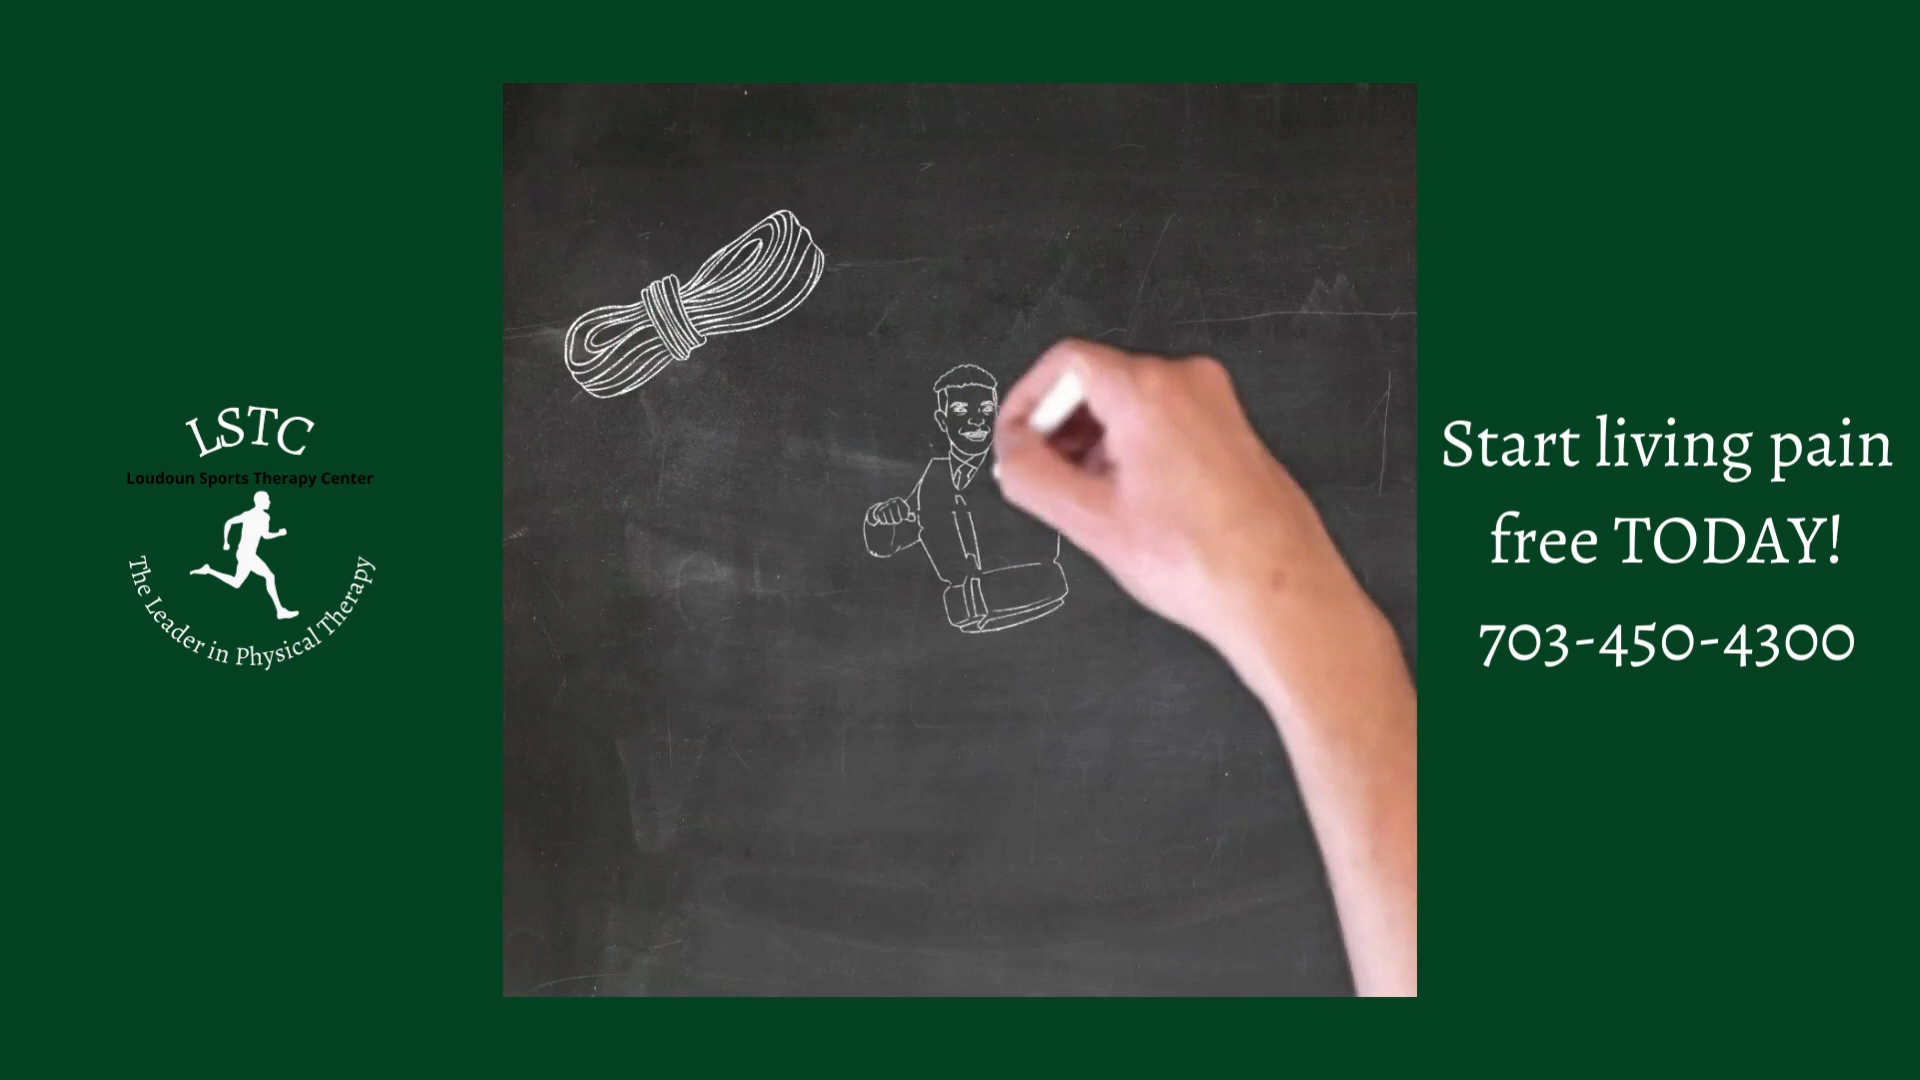 LSTC
Loudoun Sports Therapy Center
The Leader in Physical Therapy
Start living pain
free TODAY!
703-450-4300